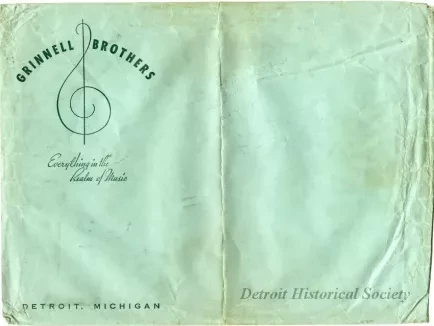 GRINNELL BROTHERS
Everything in the
Realm of Music
DETROIT, MICHIGAN
Detroit Historical Society